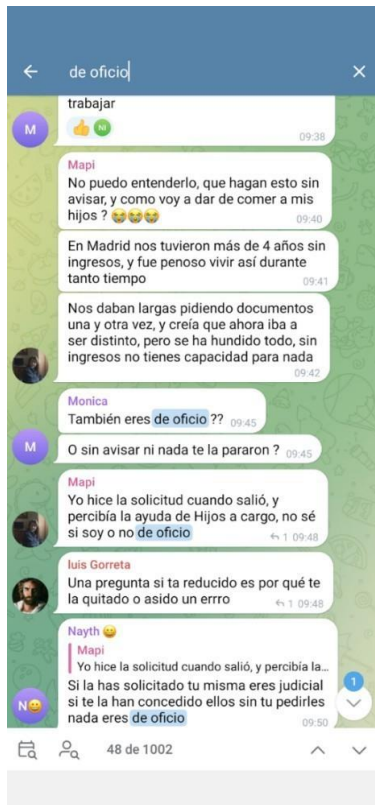 de oficio
trabajar
M
NI
09:38
Mapi
No puedo entenderlo, que hagan esto sin
avisar, y como voy a dar de comer a mis
hijos ? 😭😭😭
09:40
En Madrid nos tuvieron más de 4 años sin
ingresos, y fue penoso vivir así durante
tanto tiempo
09:41
Nos daban largas pidiendo documentos
una y otra vez, y creía que ahora iba a
ser distinto, pero se ha hundido todo, sin
ingresos no tienes capacidad para nada
09:42
Monica
También eres de oficio ?? 09:45
M
O sin avisar ni nada te la pararon ? 09:45
Mapi
Yo hice la solicitud cuando salió, y
percibía la ayuda de Hijos a cargo, no sé
si soy o no de oficio 1 09:48
luis Gorreta
Una pregunta si ta reducido es por qué te
la quitado o asido un errro 1 09:48
Nayth 😀
Mapi
Yo hice la solicitud cuando salió, y percibía la...
Si la has solicitado tu misma eres judicial
si te la han concedido ellos sin tu pedirles
nada eres de oficio 09:50
N😀
1
48 de 1002